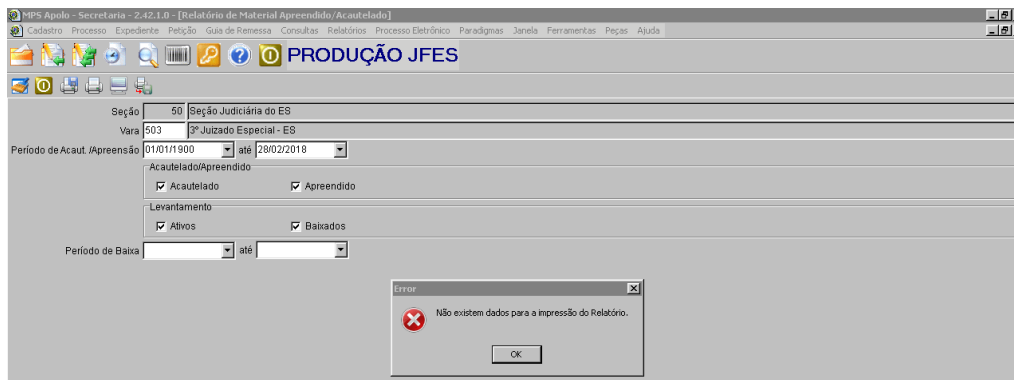 MPS Apolo - Secretaria - 2.42.1.0 - [Relatório de Material Apreendido/Acautelado]
Cadastro Processo Expediente Petição Guia de Remessa Consultas Relatórios Processo Eletrônico Paradigmas Janela Ferramentas Peças Ajuda
PRODUÇÃO JFES
Seção 50 Seção Judiciária do ES
Vara 503 3º Juizado Especial - ES
Período de Acaut. /Apreensão 01/01/1900 até 28/02/2018
Acautelado/Apreendido
Acautelado Apreendido
Levantamento
Ativos Baixados
Período de Baixa até
Error
Não existem dados para a impressão do Relatório.
OK